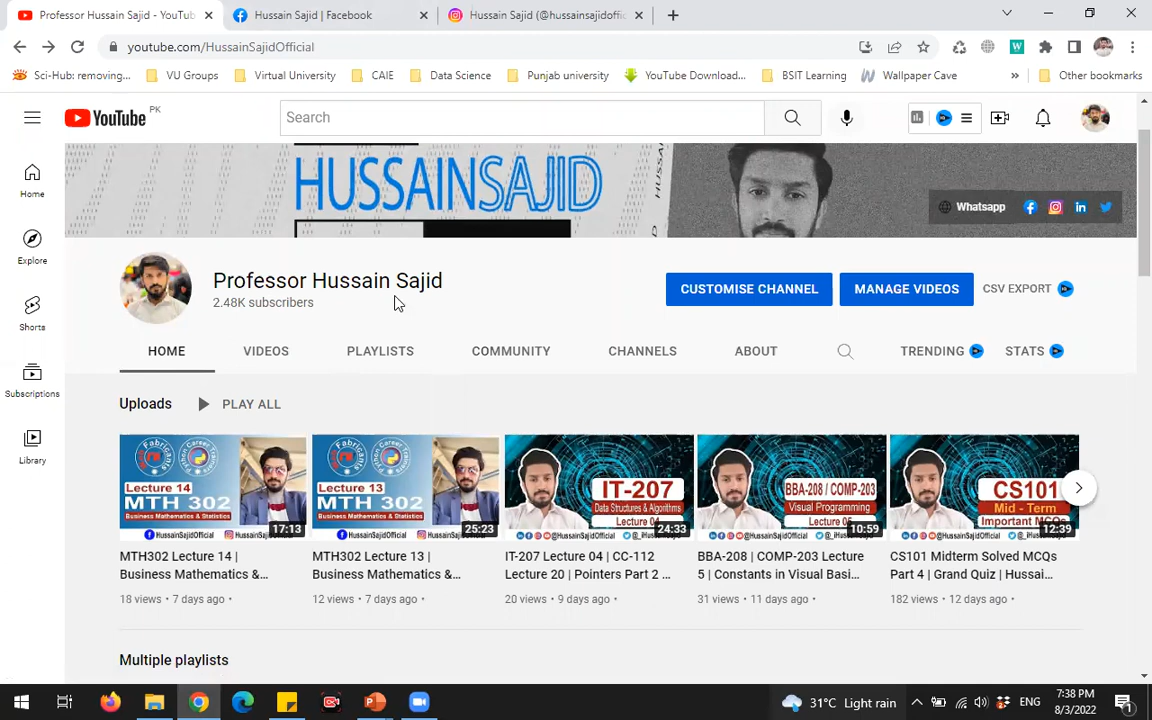 Professor Hussain Sajid - YouTub
Hussain Sajid | Facebook
Hussain Sajid (@hussainsajidoffic
youtube.com/HussainSajidOfficial
Sci-Hub: removing...
VU Groups
Virtual University
CAIE
Data Science
Punjab university
YouTube Download...
BSIT Learning
Wallpaper Cave
Other bookmarks
YouTube PK
Search
HUSSAINSAJID
HUSSAIN
Whatsapp
Home
Explore
Shorts
Subscriptions
Library
Professor Hussain Sajid
2.48K subscribers
CUSTOMISE CHANNEL
MANAGE VIDEOS
CSV EXPORT
HOME
VIDEOS
PLAYLISTS
COMMUNITY
CHANNELS
ABOUT
TRENDING
STATS
Uploads
PLAY ALL
Lecture 14
MTH 302
Business Mathematics & Statistics
HussainSajidOfficial
HussainSajidOfficial
17:13
MTH302 Lecture 14 |
Business Mathematics &...
18 views • 7 days ago •
Lecture 13
MTH 302
Business Mathematics & Statistics
HussainSajidOfficial
HussainSajidOfficial
25:23
MTH302 Lecture 13 |
Business Mathematics &...
12 views • 7 days ago •
IT-207
Data Structures & Algorithms
Lecture 04
24:33
IT-207 Lecture 04 | CC-112
Lecture 20 | Pointers Part 2 ...
20 views • 9 days ago •
BBA-208 / COMP-203
Visual Programming
10:59
BBA-208 | COMP-203 Lecture
5 | Constants in Visual Basi...
31 views • 11 days ago •
CS101
Mid - Term
Important MCQs
12:39
CS101 Midterm Solved MCQs
Part 4 | Grand Quiz | Hussai...
182 views • 12 days ago •
Multiple playlists
31°C Light rain
ENG
7:38 PM
8/3/2022
1